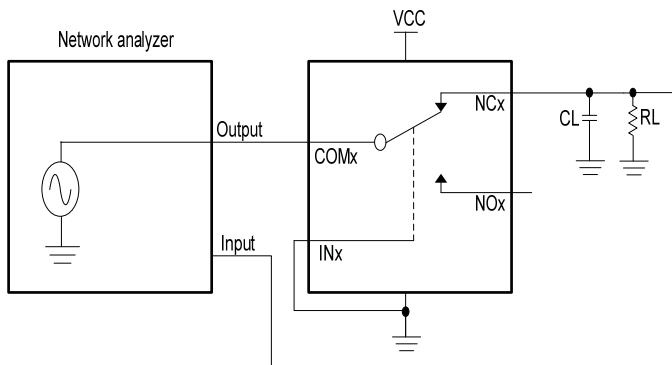 VCC
Network analyzer
NCx
CL
RL
Output
COMx
NOx
Input
INx